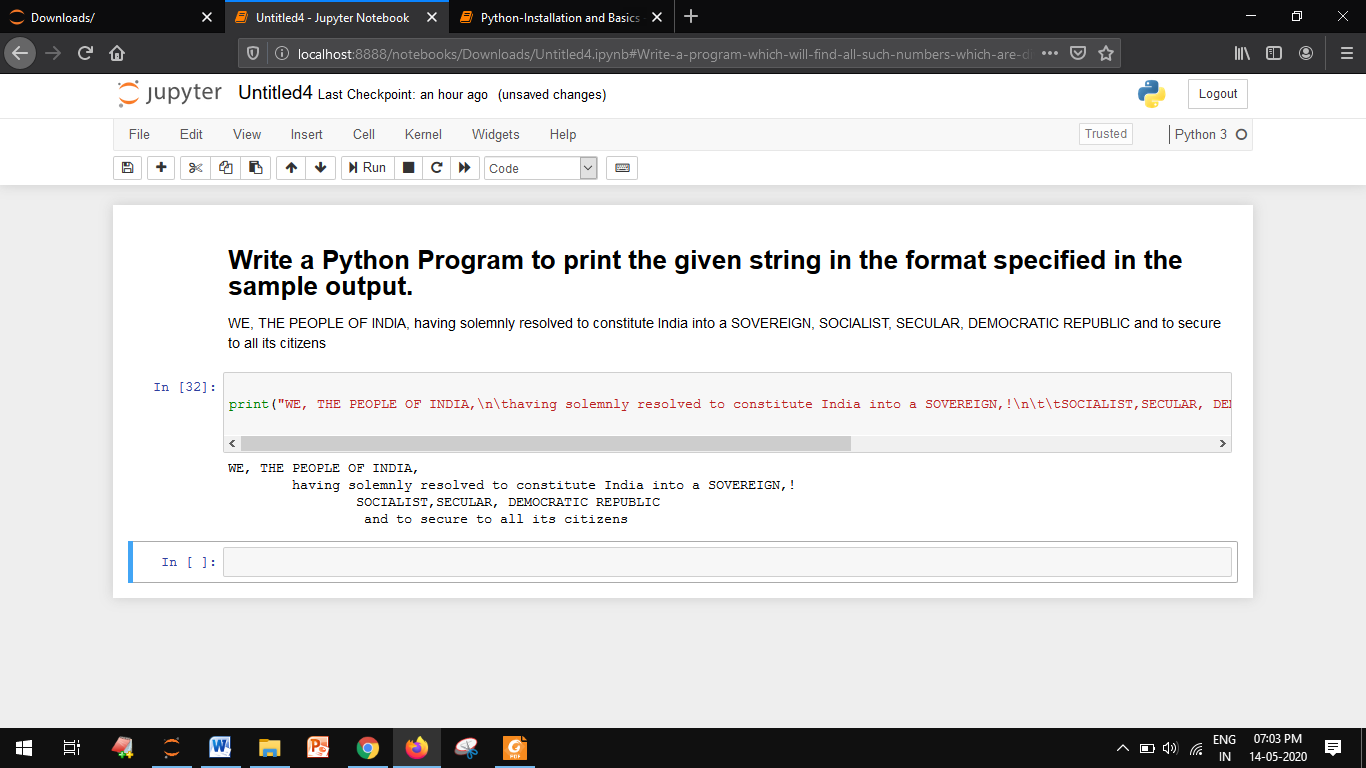 Downloads/
Untitled4 - Jupyter Notebook
Python-Installation and Basics
localhost:8888/notebooks/Downloads/Untitled4.ipynb#Write-a-program-which-will-find-all-such-numbers-which-are-di
jupyter Untitled4 Last Checkpoint: an hour ago (unsaved changes)
Logout
File Edit View Insert Cell Kernel Widgets Help
Trusted
Python 3
Run
Code
Write a Python Program to print the given string in the format specified in the
sample output.
WE, THE PEOPLE OF INDIA, having solemnly resolved to constitute India into a SOVEREIGN, SOCIALIST, SECULAR, DEMOCRATIC REPUBLIC and to secure
to all its citizens
In [32]:
print("WE, THE PEOPLE OF INDIA,\n\thaving solemnly resolved to constitute India into a SOVEREIGN,!\n\t\tSOCIALIST,SECULAR, DEM
WE, THE PEOPLE OF INDIA,
having solemnly resolved to constitute India into a SOVEREIGN,!
SOCIALIST,SECULAR, DEMOCRATIC REPUBLIC
and to secure to all its citizens
In [ ]:
ENG
IN
07:03 PM
14-05-2020